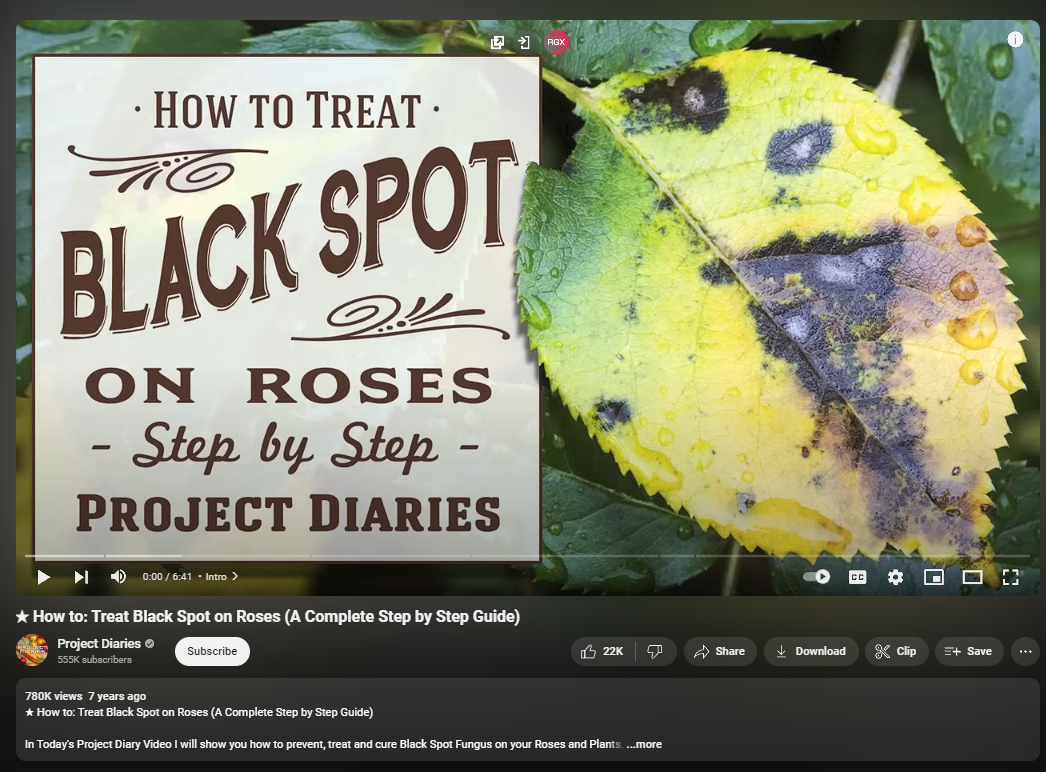 RGX
· How to Treat ·
BLACK SPOT
ON ROSES
- Step by Step -
Project Diaries
0:00 / 6:41 • Intro >
CC
★ How to: Treat Black Spot on Roses (A Complete Step by Step Guide)
Project Diaries
555K subscribers
Subscribe
22K
Share
Download
Clip
Save
780K views 7 years ago
★ How to: Treat Black Spot on Roses (A Complete Step by Step Guide)
In Today's Project Diary Video I will show you how to prevent, treat and cure Black Spot Fungus on your Roses and Plants. ...more